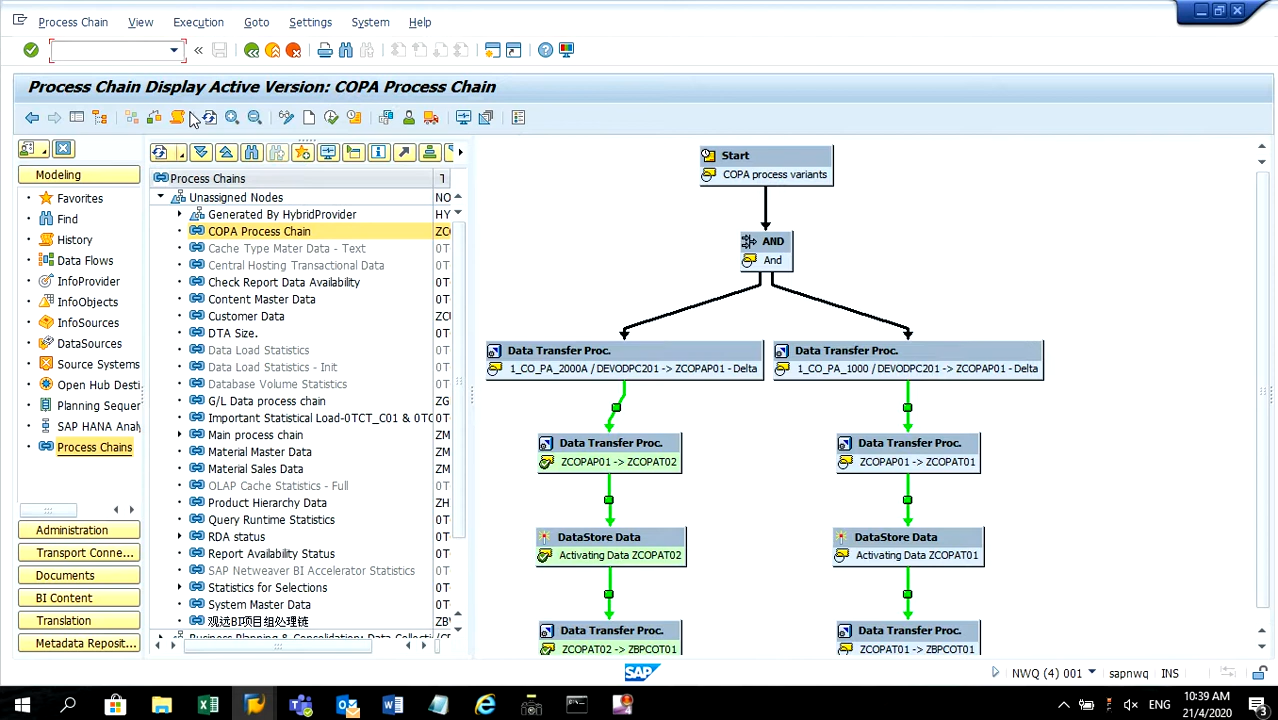 Process Chain View Execution Goto Settings System Help
Process Chain Display Active Version: COPA Process Chain
Modeling
Favorites
Find
History
Data Flows
InfoProvider
InfoObjects
InfoSources
DataSources
Source Systems
Open Hub Desti
Planning Sequer
SAP HANA Anal
Process Chains
Administration
Transport Conne...
Documents
BI Content
Translation
Metadata Reposit...
Process Chains
Unassigned Nodes NO
Generated By HybridProvider HY
COPA Process Chain ZCO
Cache Type Mater Data - Text 0T
Central Hosting Transactional Data 0T
Check Report Data Availability 0T
Content Master Data 0T
Customer Data ZCU
DTA Size. 0T
Data Load Statistics 0T
Data Load Statistics - Init 0T
Database Volume Statistics 0T
G/L Data process chain 0T
Important Statistical Load-0TCT_C01 & 0TC 0T
Main process chain ZM
Material Master Data ZM
Material Sales Data ZM
OLAP Cache Statistics - Full 0T
Product Hierarchy Data ZH
Query Runtime Statistics 0T
RDA status 0T
Report Availability Status 0T
SAP Netweaver BI Accelerator Statistics 0T
Statistics for Selections 0T
System Master Data 0T
观远BI项目组处理链 ZB
Business Planning & Consolidation: Data Collecti
Start
COPA process variants
AND
And
Data Transfer Proc.
1_CO_PA_2000A / DEVODPC201 -> ZCOPAP01 - Delta
Data Transfer Proc.
1_CO_PA_1000 / DEVODPC201 -> ZCOPAP01 - Delta
Data Transfer Proc.
ZCOPAP01 -> ZCOPAT02
Data Transfer Proc.
ZCOPAP01 -> ZCOPAT01
DataStore Data
Activating Data ZCOPAT02
DataStore Data
Activating Data ZCOPAT01
Data Transfer Proc.
ZCOPAT02 -> ZBPCOT01
Data Transfer Proc.
ZCOPAT01 -> ZBPCOT01
SAP
NWQ (4) 001 sapnwq INS
ENG
10:39 AM
21/4/2020
3